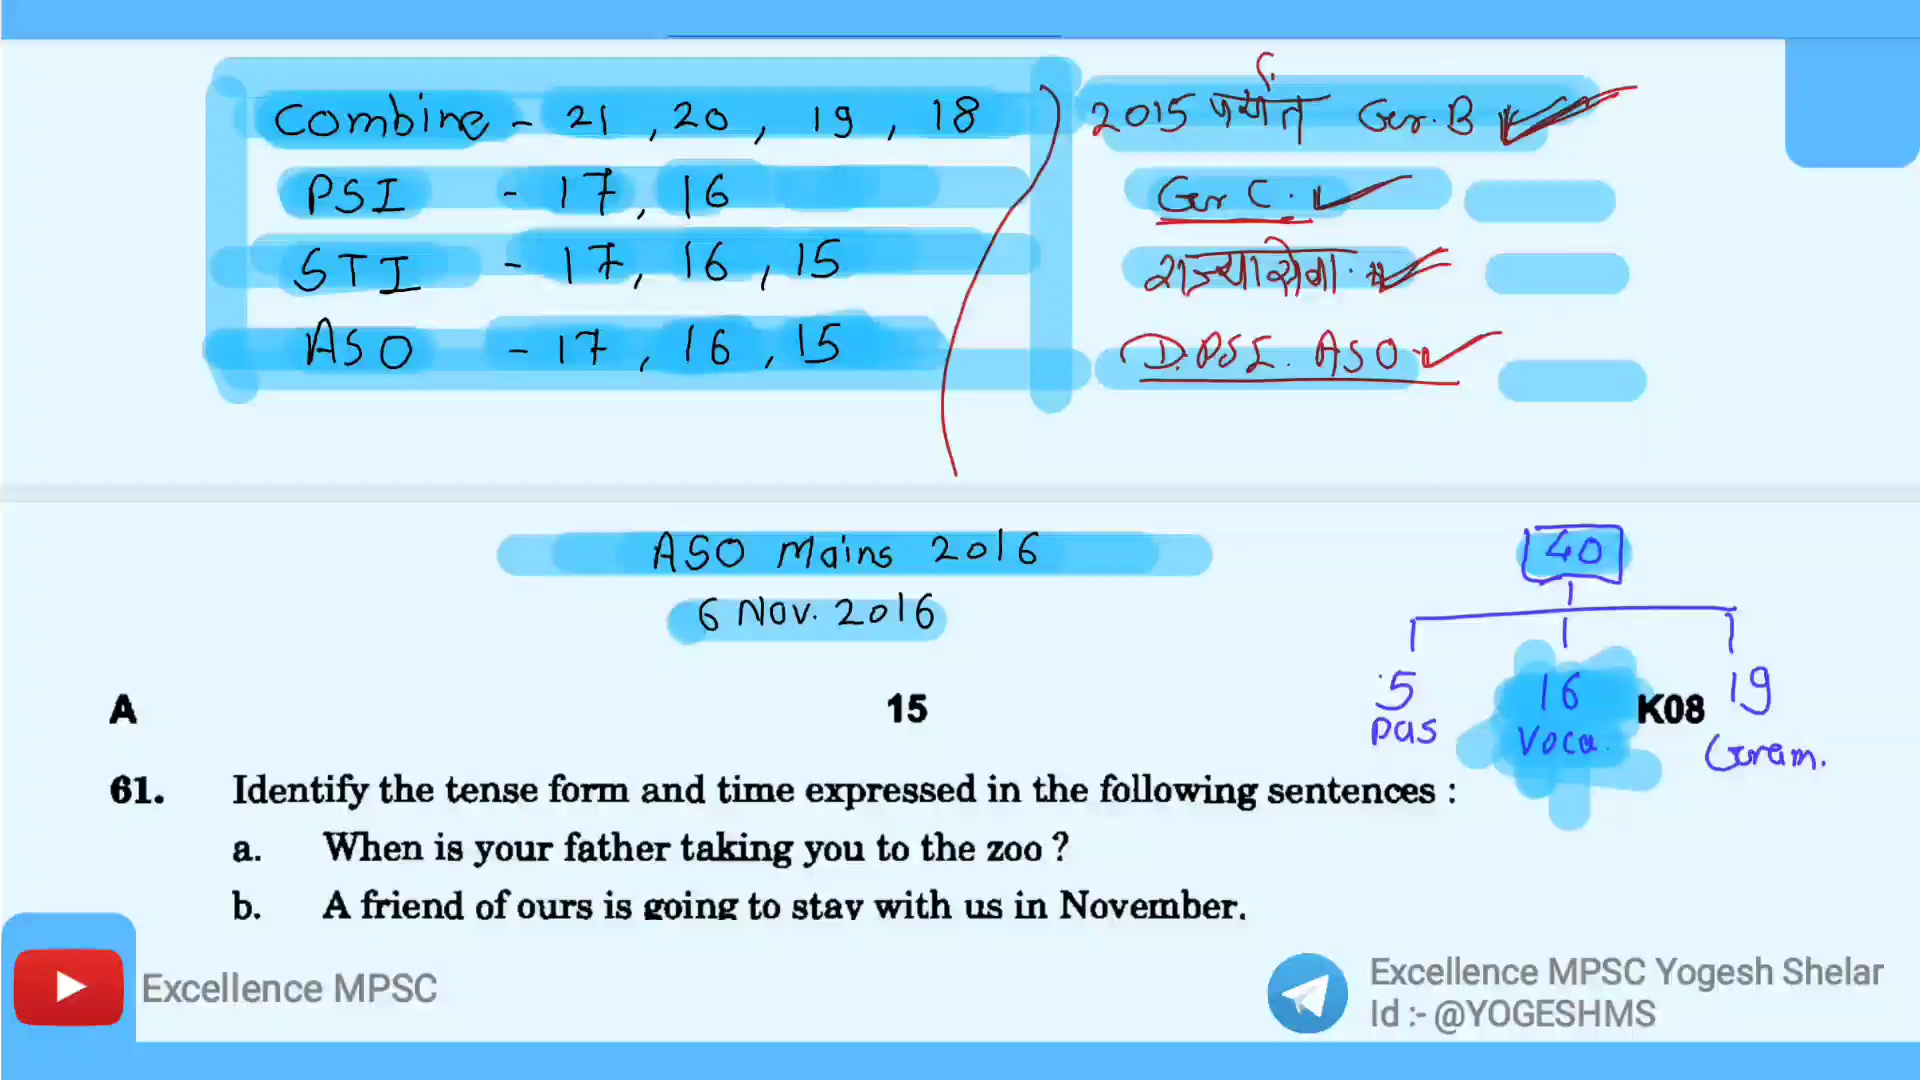 Combine - 21, 20, 19, 18
PSI - 17, 16
STI - 17, 16, 15
ASO - 17, 16, 15
2015 पर्यंत Gr. B
Gr C.
राज्यसेवा.
D.PSI. ASO
ASO Mains 2016
6 Nov. 2016
40
5 16 19
pas Voca. Gram.
A 15 K08
61. Identify the tense form and time expressed in the following sentences :
a. When is your father taking you to the zoo ?
b. A friend of ours is going to stay with us in November.
Excellence MPSC
Excellence MPSC Yogesh Shelar
Id :- @YOGESHMS